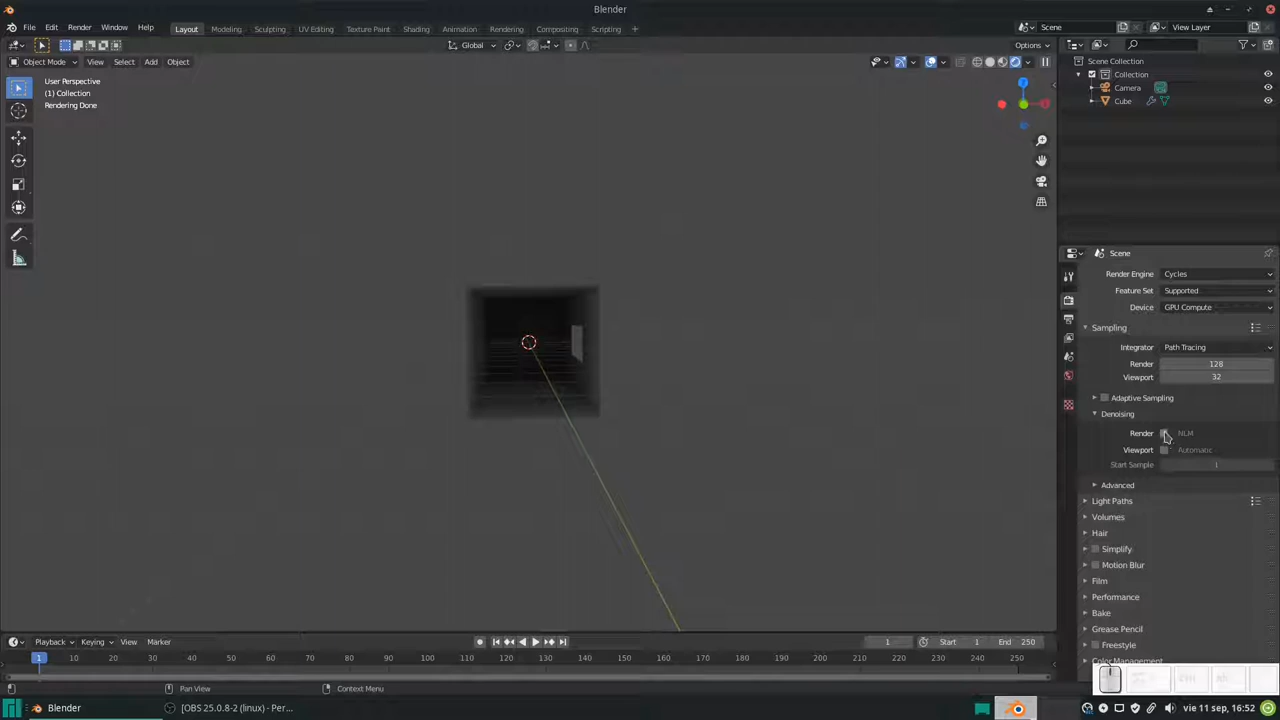 Blender
File Edit Render Window Help
Layout Modeling Sculpting UV Editing Texture Paint Shading Animation Rendering Compositing Scripting
Scene
View Layer
Global
Options
Object Mode View Select Add Object
User Perspective
(1) Collection
Rendering Done
Scene Collection
Collection
Camera
Cube
Scene
Render Engine Cycles
Feature Set Supported
Device GPU Compute
Sampling
Integrator Path Tracing
Render 128
Viewport 32
Adaptive Sampling
Denoising
Render NLM
Viewport Automatic
Start Sample 1
Advanced
Light Paths
Volumes
Hair
Simplify
Motion Blur
Film
Performance
Bake
Grease Pencil
Freestyle
Color Management
Playback Keying View Marker
1 Start 1 End 250
1 10 20 30 40 50 60 70 80 90 100 110 120 130 140 150 160 170 180 190 200 210 220 230 240 250
Pan View Context Menu
Blender [OBS 25.0.8-2 (linux) - Per... vie 11 sep, 16:52